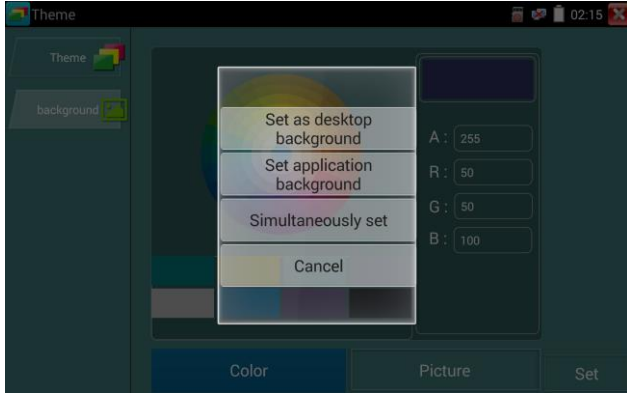 Theme
02:15
Theme
background
Set as desktop
background
Set application
background
Simultaneously set
Cancel
A : 255
R : 50
G : 50
B : 100
Color
Picture
Set